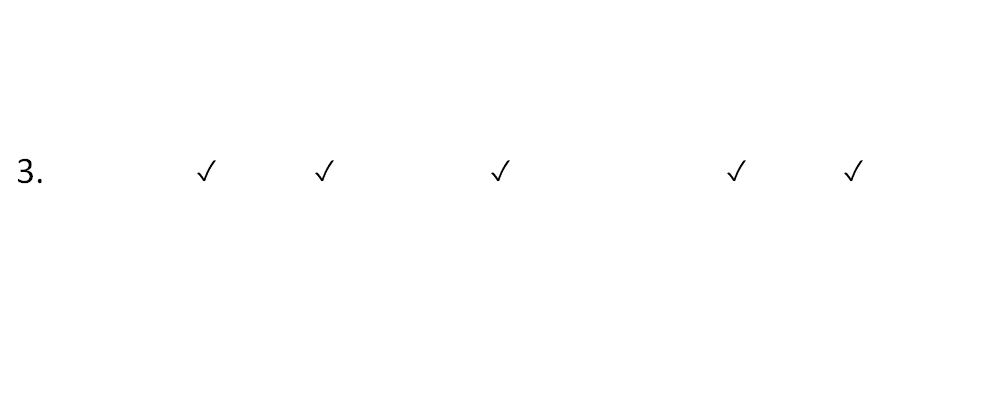 3. ✓ ✓ ✓ ✓ ✓